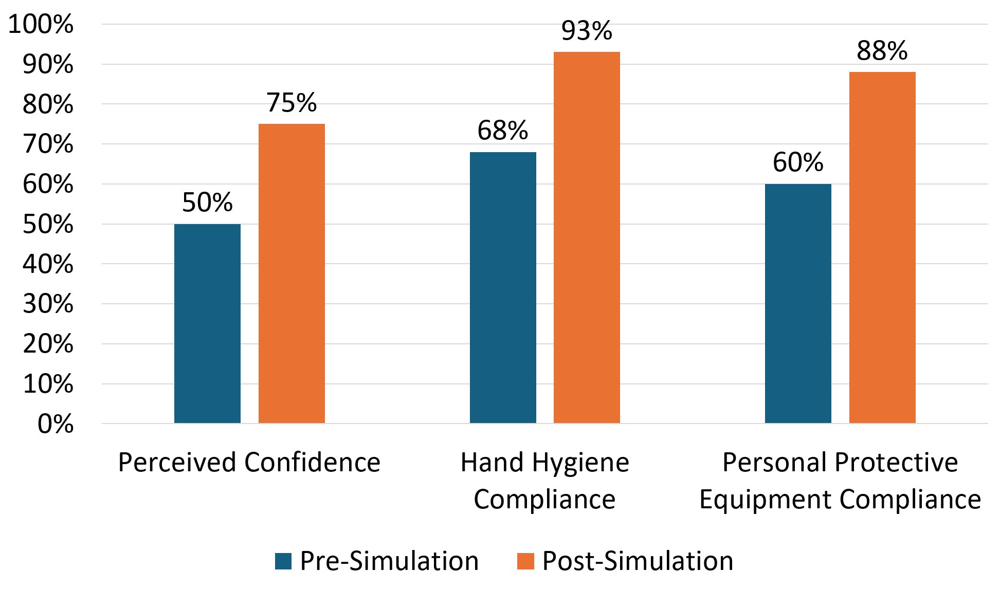 100%
90%
80%
70%
60%
50%
40%
30%
20%
10%
0%
50%
75%
68%
93%
60%
88%
Perceived Confidence
Hand Hygiene
Compliance
Personal Protective
Equipment Compliance
Pre-Simulation
Post-Simulation